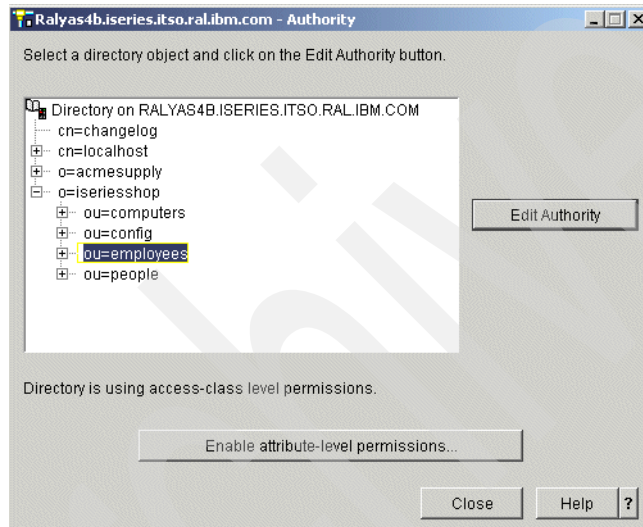 Ralyas4b.iseries.itso.ral.ibm.com - Authority
Select a directory object and click on the Edit Authority button.
Directory on RALYAS4B.ISERIES.ITSO.RAL.IBM.COM
cn=changelog
cn=localhost
o=acmesupply
o=iseriesshop
ou=computers
ou=config
ou=employees
ou=people
Edit Authority
Directory is using access-class level permissions.
Enable attribute-level permissions...
Close Help ?